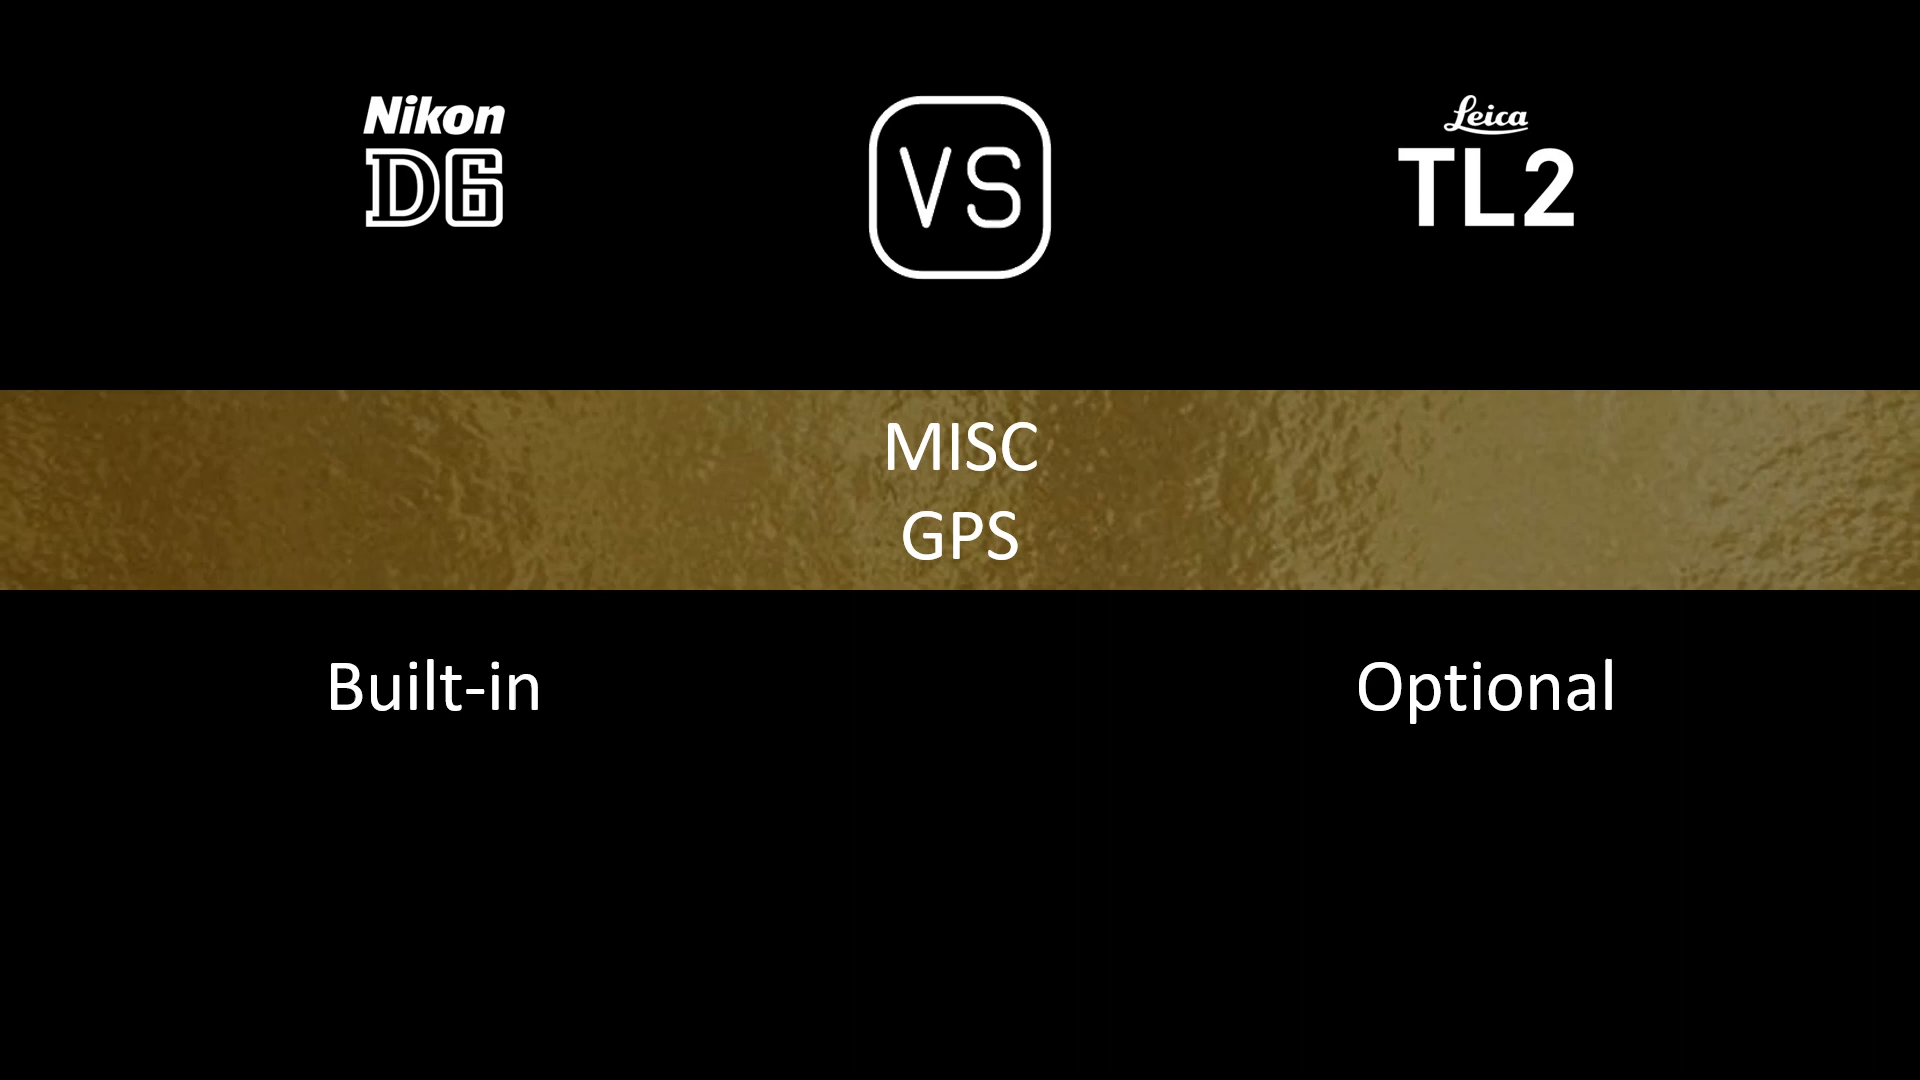 Nikon
D6
VS
Leica
TL2
MISC
GPS
Built-in
Optional